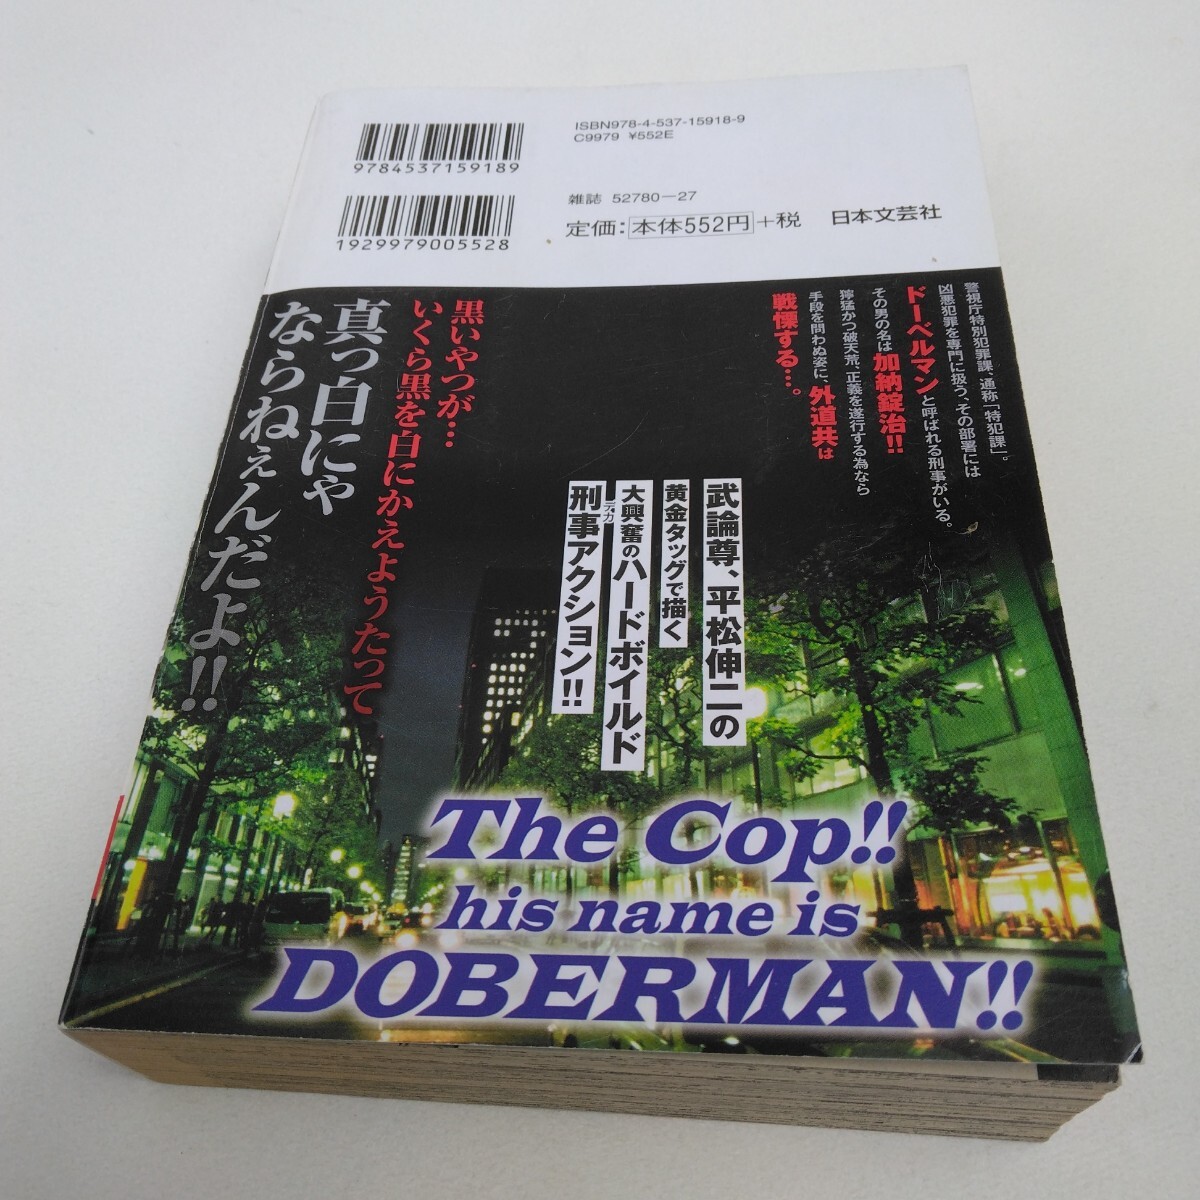 ISBN978-4-537-15918-9
C9979 ¥552E
9784537159189
雑誌 52780-27
1929979005528
定価:本体552円+税 日本文芸社
警視庁特別犯罪課、通称「特犯課」。
凶悪犯罪を専門に扱う、その部署には
ドーベルマンと呼ばれる刑事がいる。
その男の名は加納錠治!!
獰猛かつ破天荒、正義を遂行する為なら
手段を問わぬ姿に、外道共は
戦慄する…。
武論尊、平松伸二の
黄金タッグで描く
大興奮のハードボイルド
刑事アクション!!
デカ
黒いやつが…
いくら黒を白にかえようたって
真っ白にゃ
ならねぇんだよ!!
The Cop!!
his name is
DOBERMAN!!